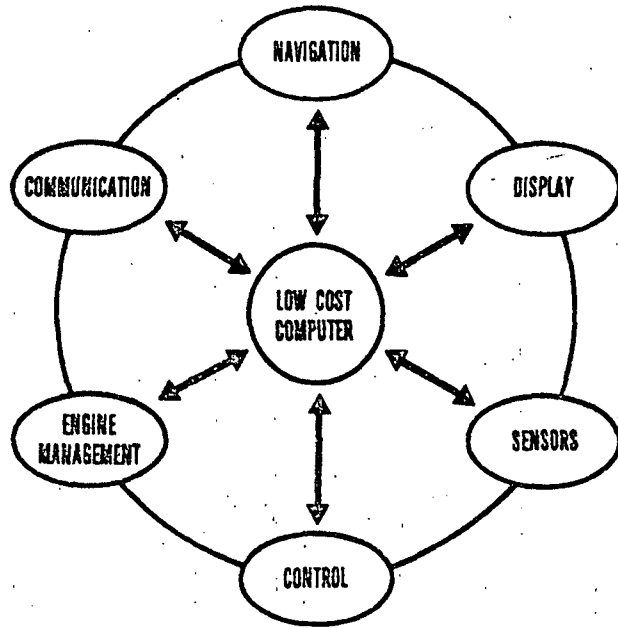 NAVIGATION
COMMUNICATION
DISPLAY
LOW COST
COMPUTER
ENGINE
MANAGEMENT
SENSORS
CONTROL